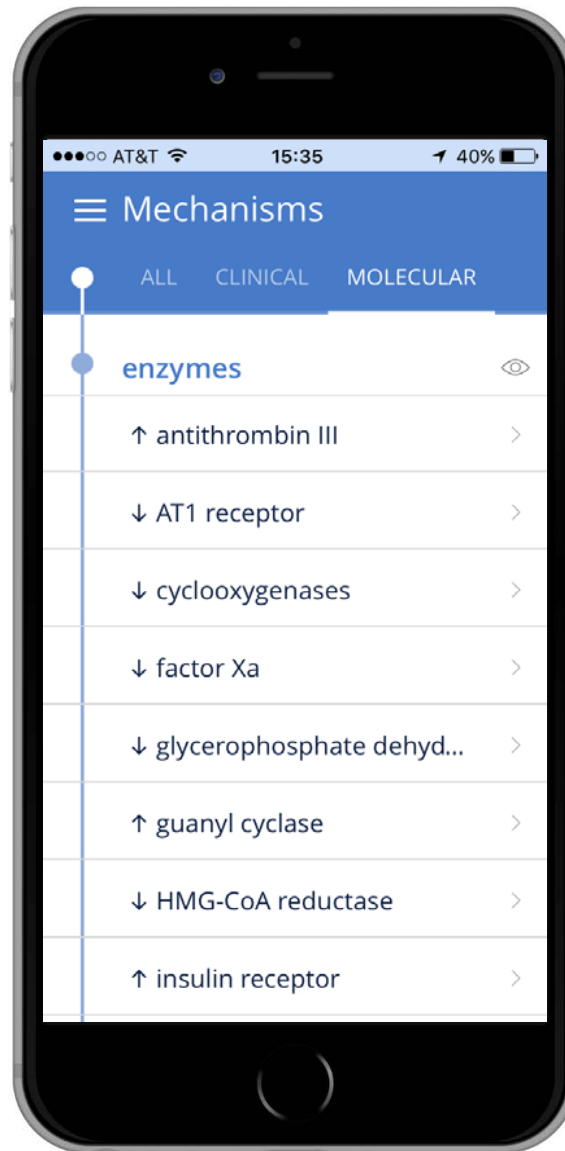 ●●●○○ AT&T 15:35 40%
Mechanisms
ALL CLINICAL MOLECULAR
enzymes
↑ antithrombin III
↓ AT1 receptor
↓ cyclooxygenases
↓ factor Xa
↓ glycerophosphate dehyd...
↑ guanyl cyclase
↓ HMG-CoA reductase
↑ insulin receptor